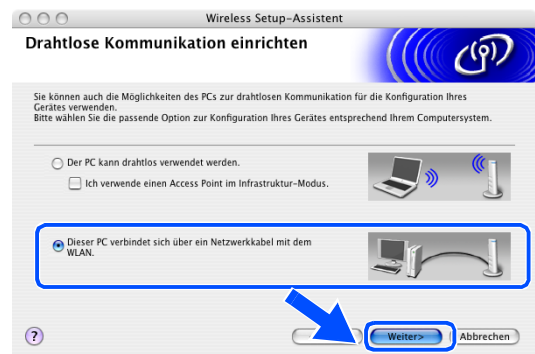 Wireless Setup-Assistent
Drahtlose Kommunikation einrichten
Sie können auch die Möglichkeiten des PCs zur drahtlosen Kommunikation für die Konfiguration Ihres
Gerätes verwenden.
Bitte wählen Sie die passende Option zur Konfiguration Ihres Gerätes entsprechend Ihrem Computersystem.
Der PC kann drahtlos verwendet werden.
Ich verwende einen Access Point im Infrastruktur-Modus.
Dieser PC verbindet sich über ein Netzwerkkabel mit dem
WLAN.
?
Weiter>
Abbrechen